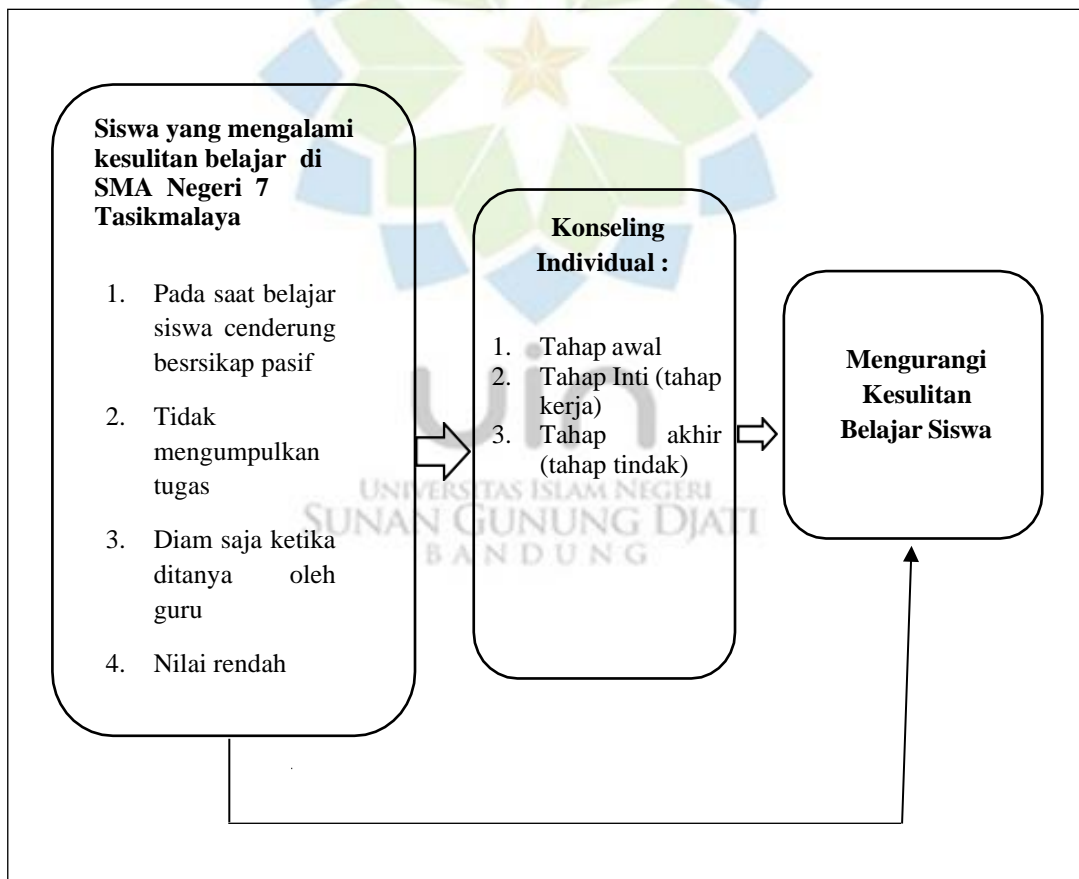 Siswa yang mengalami
kesulitan belajar di
SMA Negeri 7
Tasikmalaya
1. Pada saat belajar
siswa cenderung
besrsikap pasif
2. Tidak
mengumpulkan
tugas
3. Diam saja ketika
ditanya oleh
guru
4. Nilai rendah
Konseling
Individual :
1. Tahap awal
2. Tahap Inti (tahap
kerja)
3. Tahap akhir
(tahap tindak)
Mengurangi
Kesulitan
Belajar Siswa
uin
UNIVERSITAS ISLAM NEGERI
SUNAN GUNUNG DJATI
BANDUNG